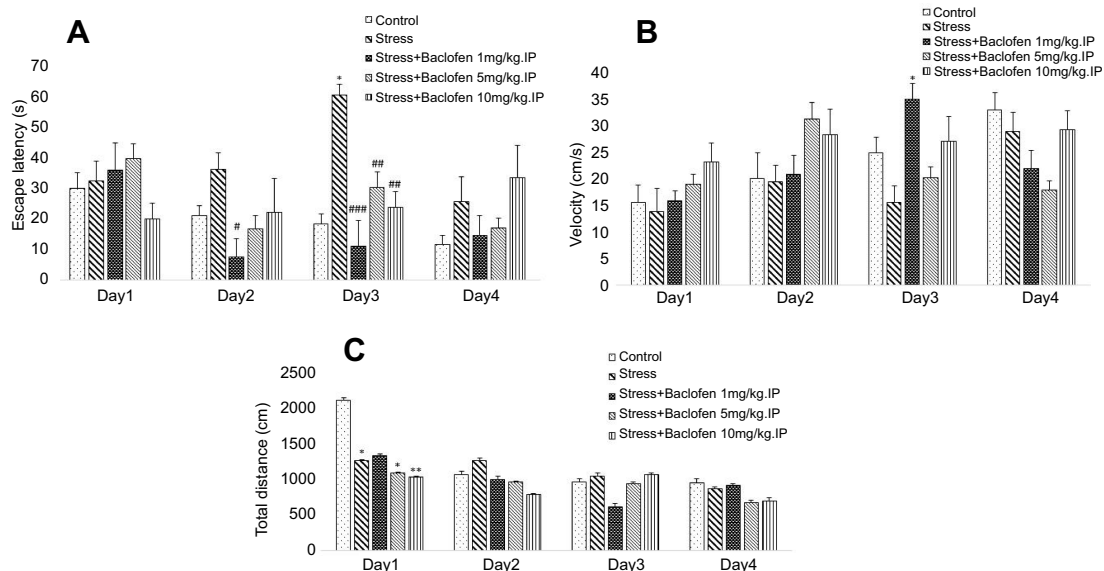 A
Control
Stress
Stress+Baclofen 1mg/kg.IP
Stress+Baclofen 5mg/kg.IP
Stress+Baclofen 10mg/kg.IP
Escape latency (s)
70
60
50
40
30
20
10
0
*
#
###
##
##
Day1 Day2 Day3 Day4
B
Control
Stress
Stress+Baclofen 1mg/kg.IP
Stress+Baclofen 5mg/kg.IP
Stress+Baclofen 10mg/kg.IP
Velocity (cm/s)
40
35
30
25
20
15
10
5
0
*
Day1 Day2 Day3 Day4
C
Control
Stress
Stress+Baclofen 1mg/kg.IP
Stress+Baclofen 5mg/kg.IP
Stress+Baclofen 10mg/kg.IP
Total distance (cm)
2500
2000
1500
1000
500
0
*
*
**
Day1 Day2 Day3 Day4